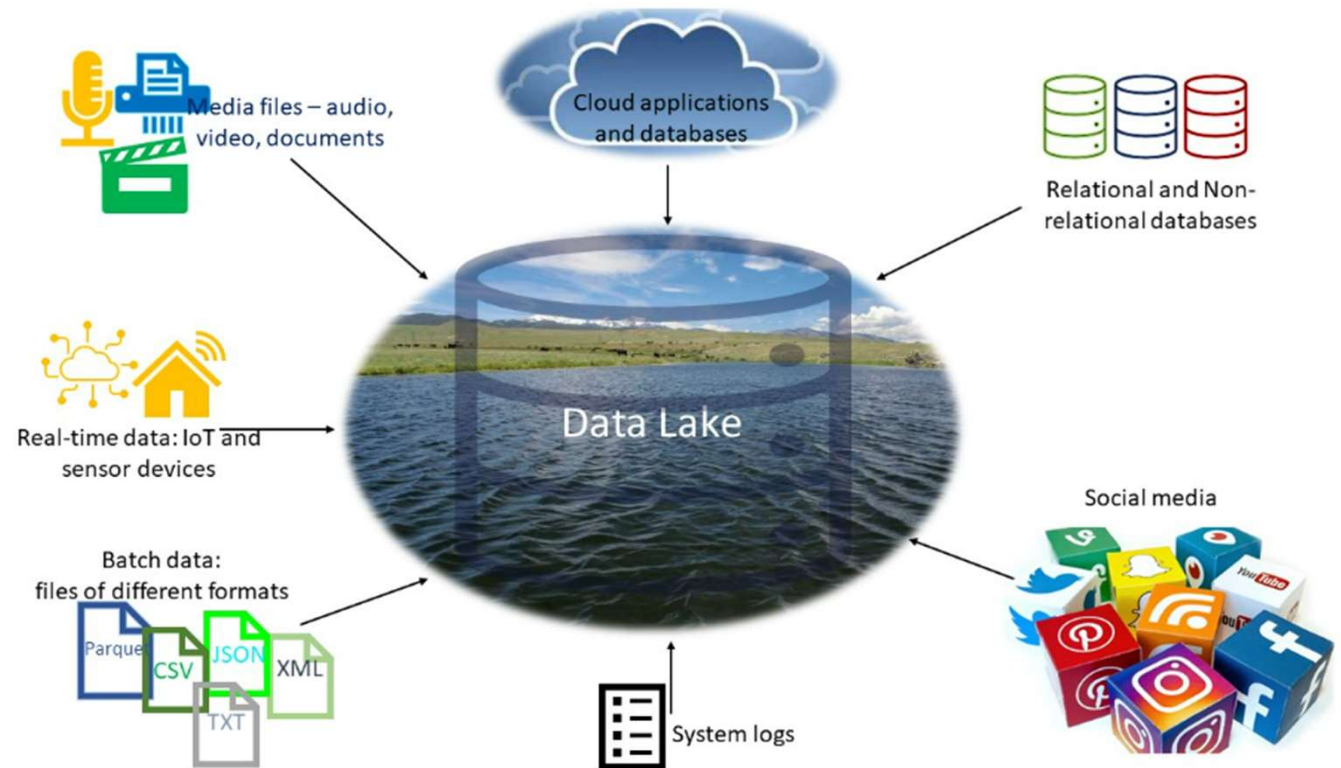 Media files – audio,
video, documents
Cloud applications
and databases
Relational and Non-
relational databases
Data Lake
Real-time data: IoT and
sensor devices
Batch data:
files of different formats
Parquet
CSV
JSON
XML
TXT
System logs
Social media
You Tube